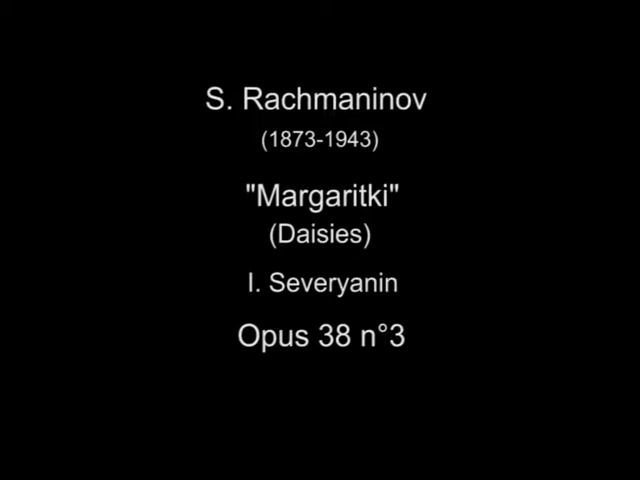 S. Rachmaninov
(1873-1943)
"Margaritki"
(Daisies)
I. Severyanin
Opus 38 n°3